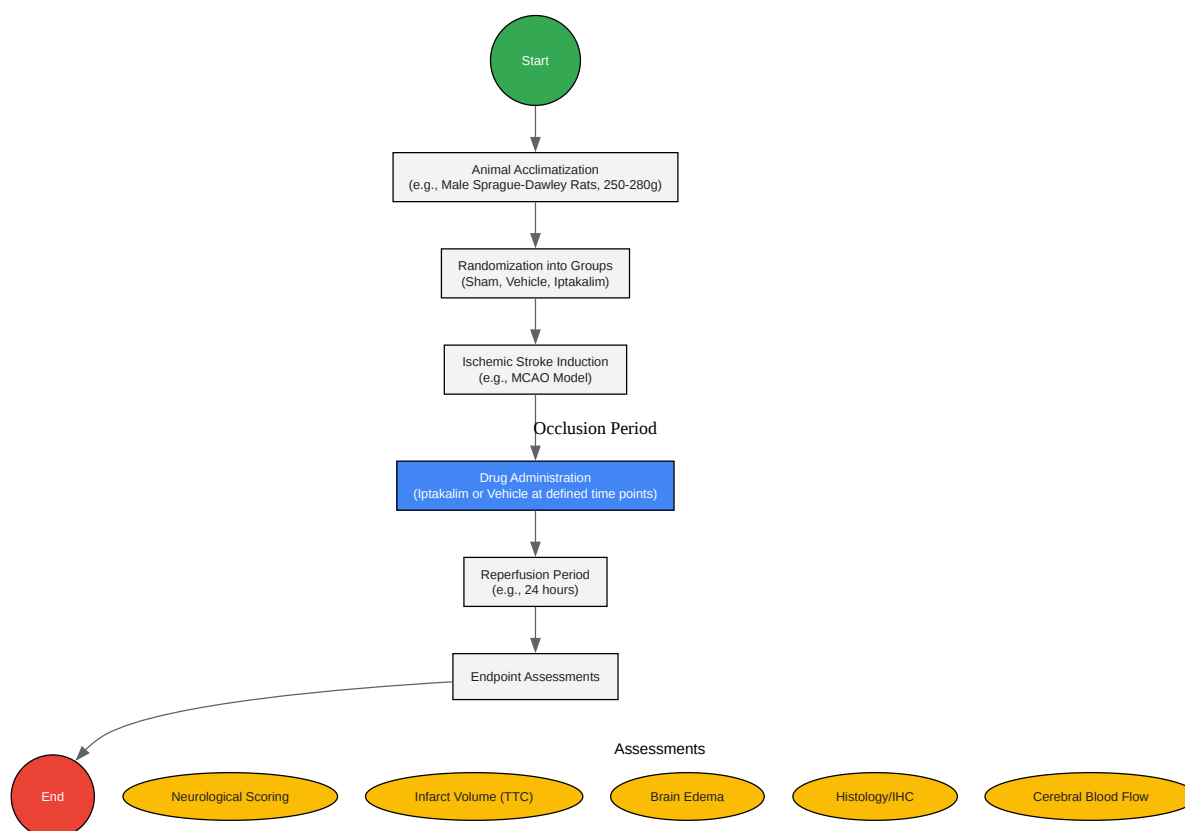 Start
Animal Acclimatization
(e.g., Male Sprague-Dawley Rats, 250-280g)
Randomization into Groups
(Sham, Vehicle, Iptakalim)
Ischemic Stroke Induction
(e.g., MCAO Model)
Occlusion Period
Drug Administration
(Iptakalim or Vehicle at defined time points)
Reperfusion Period
(e.g., 24 hours)
Endpoint Assessments
Assessments
End
Neurological Scoring
Infarct Volume (TTC)
Brain Edema
Histology/IHC
Cerebral Blood Flow